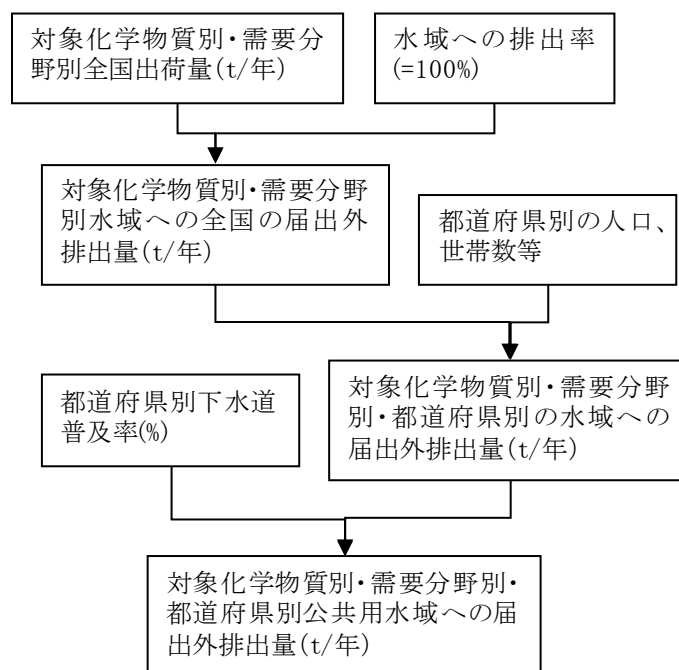 対象化学物質別・需要分
野別全国出荷量(t/年)
水域への排出率
(=100%)
対象化学物質別・需要分野
別水域への全国の届出外
排出量(t/年)
都道府県別の人口、
世帯数等
都道府県別下水道
普及率(%)
対象化学物質別・需要分野
別・都道府県別の水域への
届出外排出量(t/年)
対象化学物質別・需要分野別・
都道府県別公共用水域への届
出外排出量(t/年)